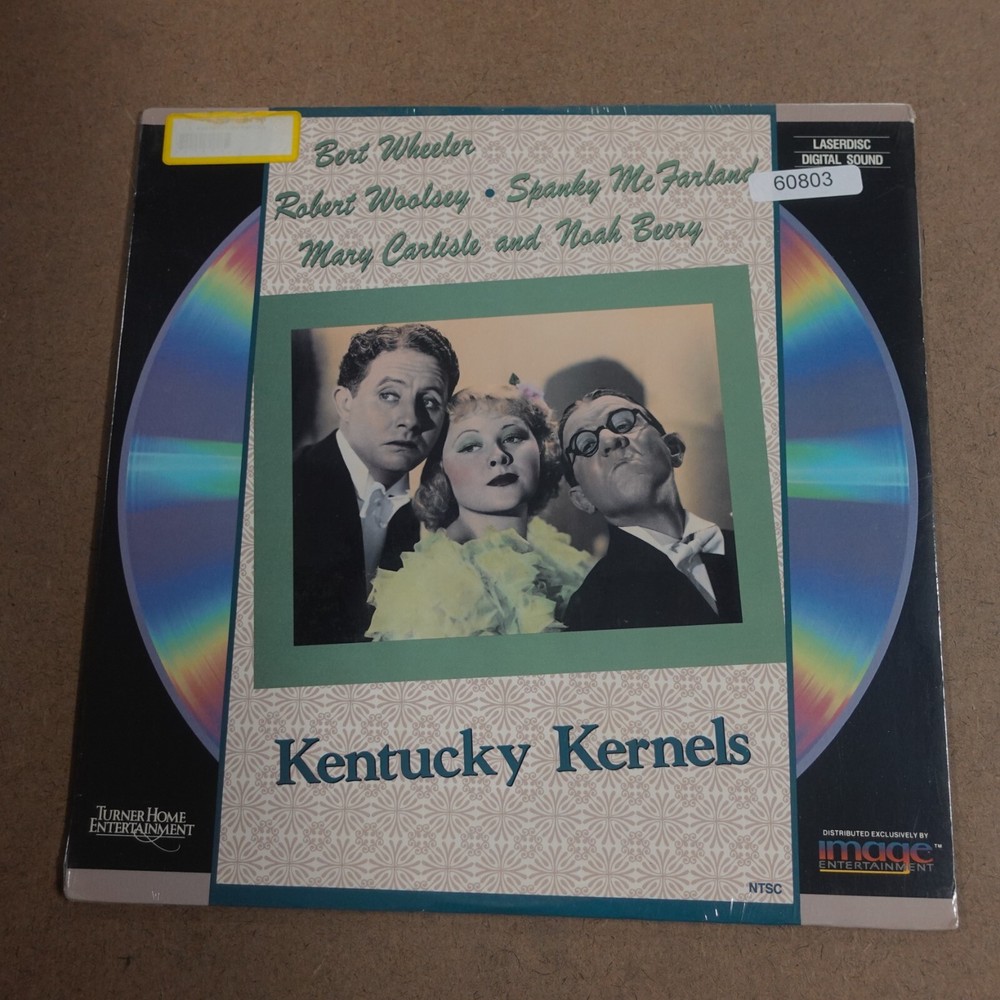 Bert Wheeler
Robert Woolsey • Spanky McFarland
Mary Carlisle and Noah Beery
LASERDISC
DIGITAL SOUND
60803
Kentucky Kernels
TURNER HOME
ENTERTAINMENT
DISTRIBUTED EXCLUSIVELY BY
image™
ENTERTAINMENT
NTSC